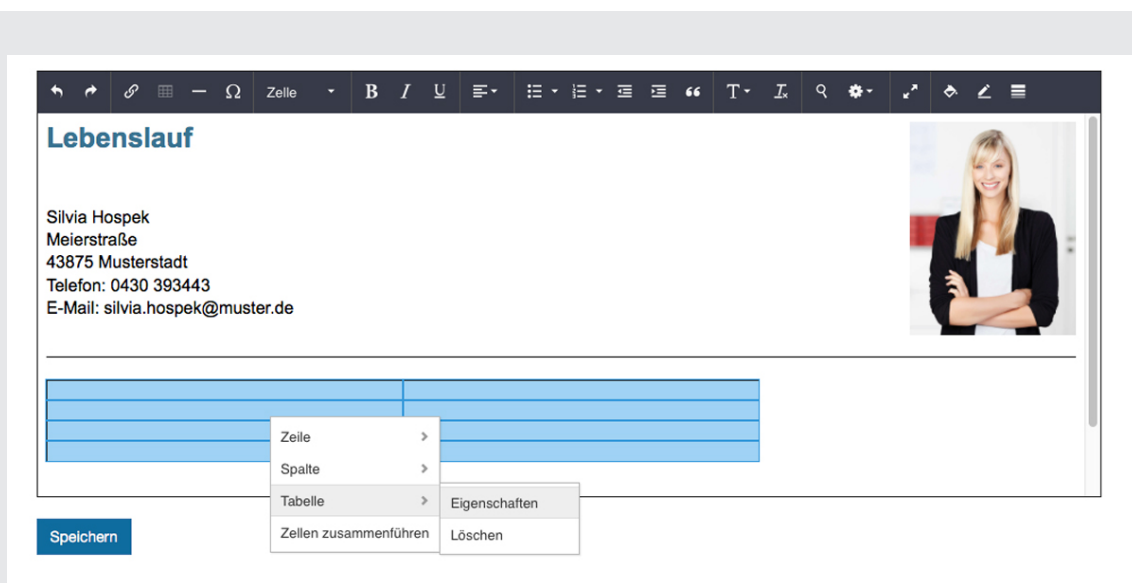 Ω Zelle B I U T Ix
Lebenslauf
Silvia Hospek
Meierstraße
43875 Musterstadt
Telefon: 0430 393443
E-Mail: silvia.hospek@muster.de
Zeile
Spalte
Tabelle
Eigenschaften
Zellen zusammenführen
Löschen
Speichern